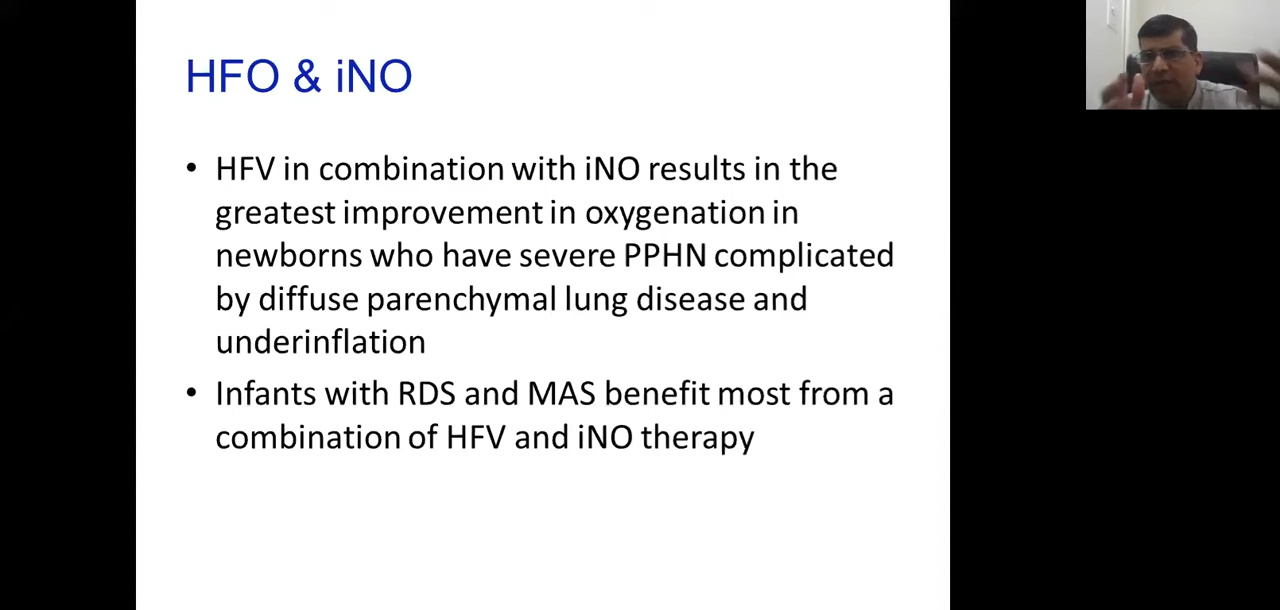 HFO & iNO
• HFV in combination with iNO results in the
greatest improvement in oxygenation in
newborns who have severe PPHN complicated
by diffuse parenchymal lung disease and
underinflation
• Infants with RDS and MAS benefit most from a
combination of HFV and iNO therapy